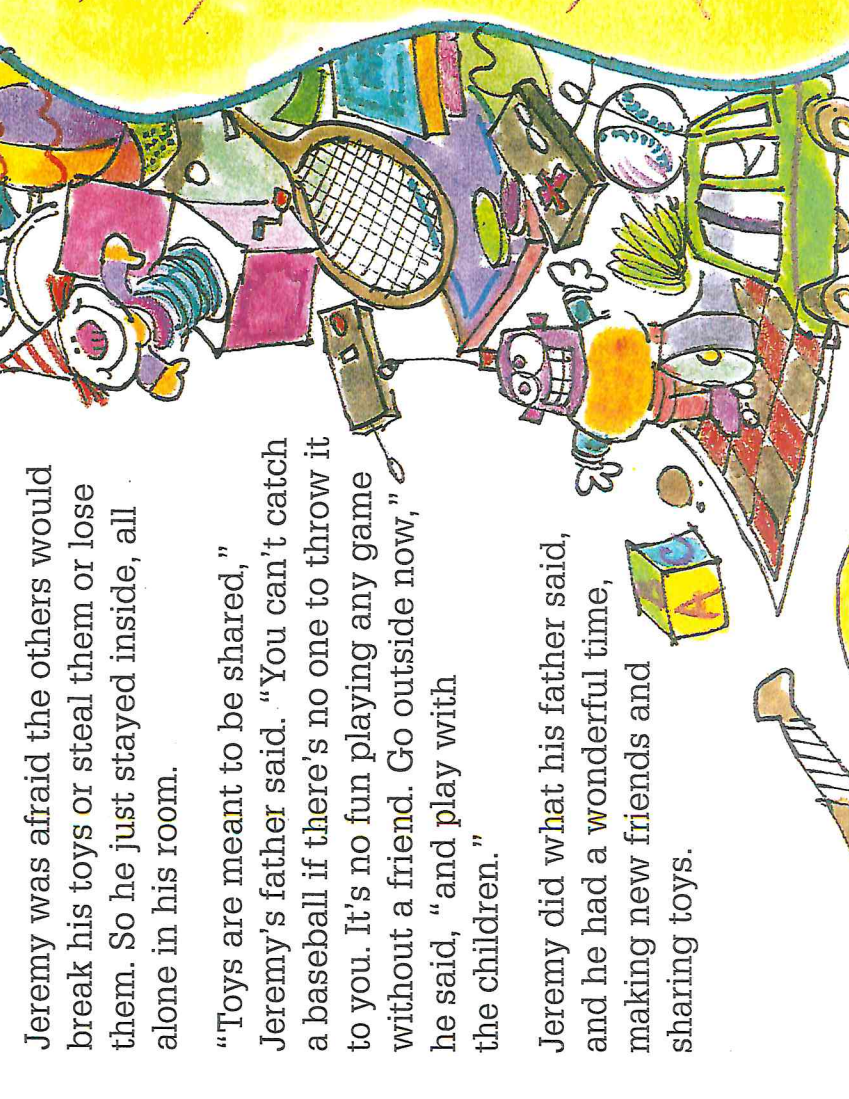 Jeremy was afraid the others would
break his toys or steal them or lose
them. So he just stayed inside, all
alone in his room.
“Toys are meant to be shared,”
Jeremy's father said. “You can't catch
a baseball if there's no one to throw it
to you. It's no fun playing any game
without a friend. Go outside now,”
he said, “and play with
the children.”
Jeremy did what his father said,
and he had a wonderful time,
making new friends and
sharing toys.
A